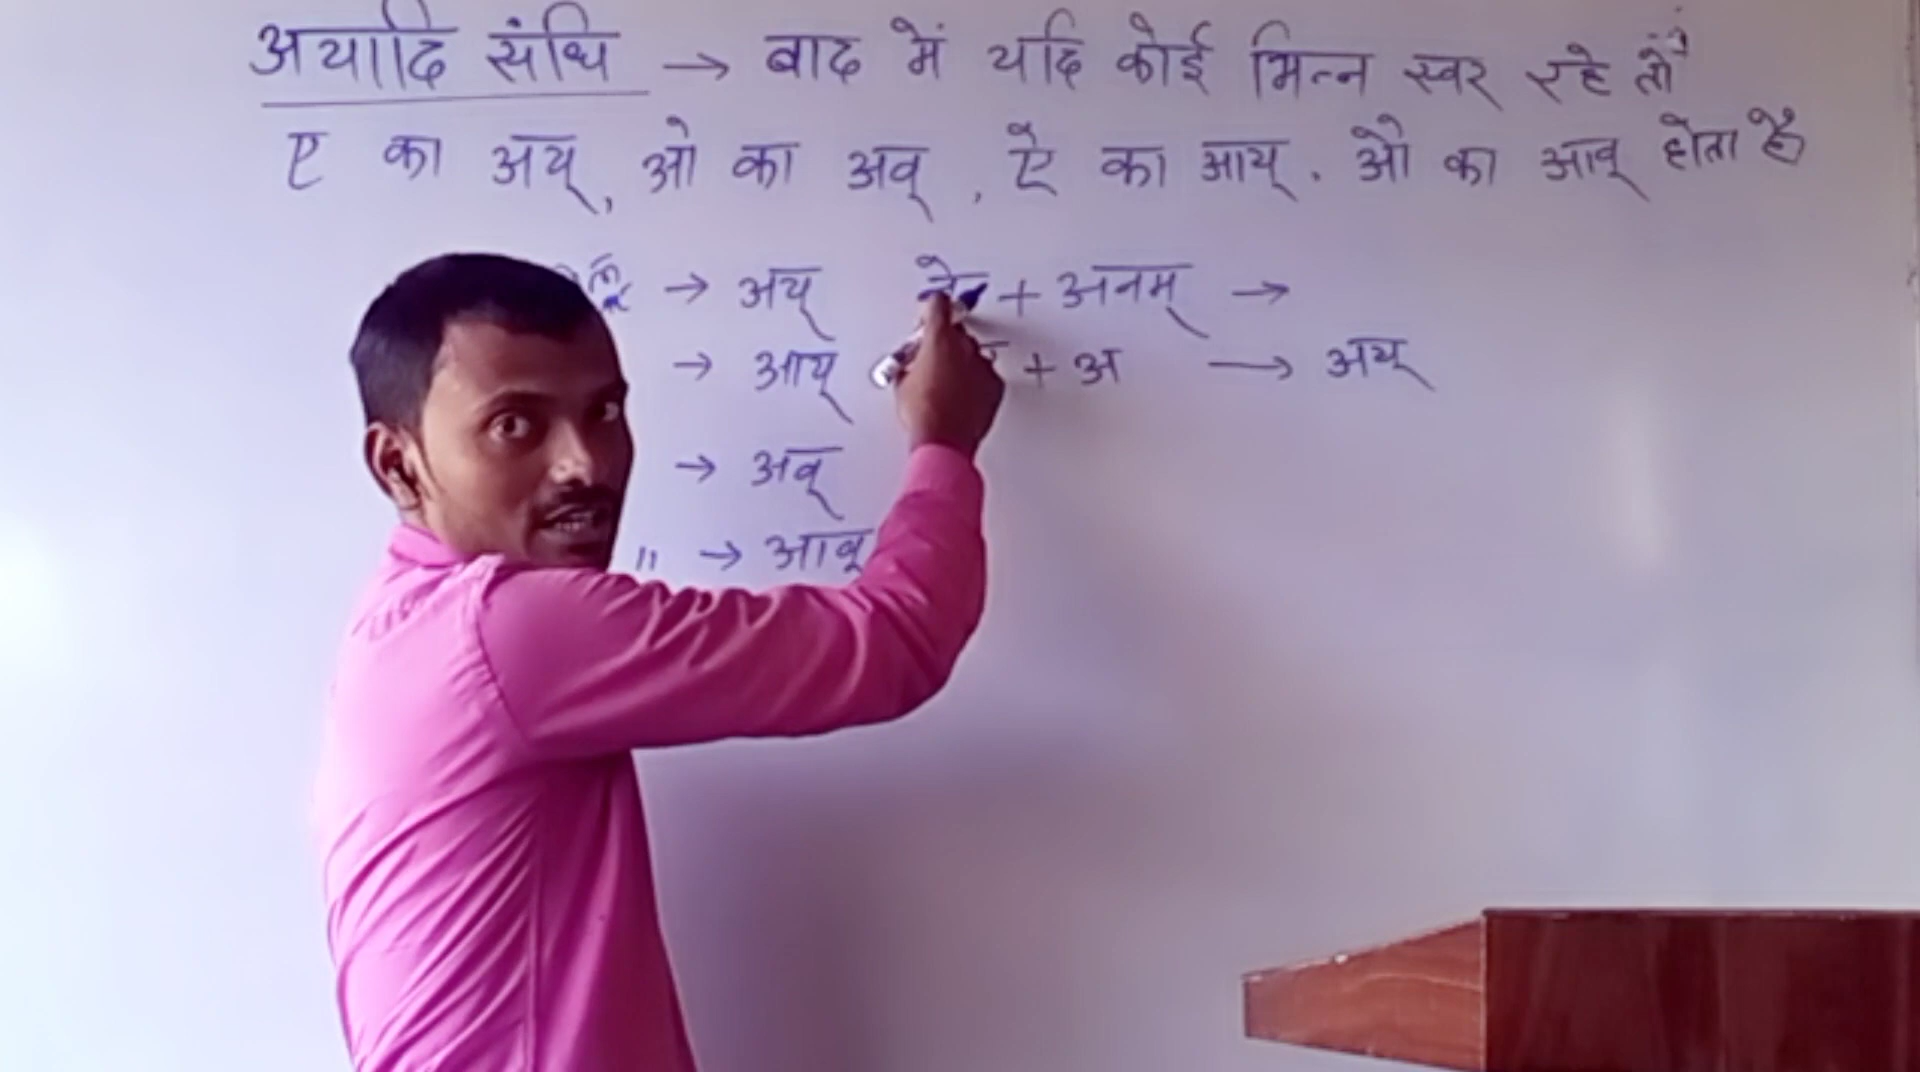 अयादि संधि → बाद में यदि कोई भिन्न स्वर रहे तो
ए का अय्, ओ का अव्, ऐ का आय्. औ का आव् होता है
→ अय् ने + अनम् →
→ आय् + अ → अय्
→ अव्
" → आव्